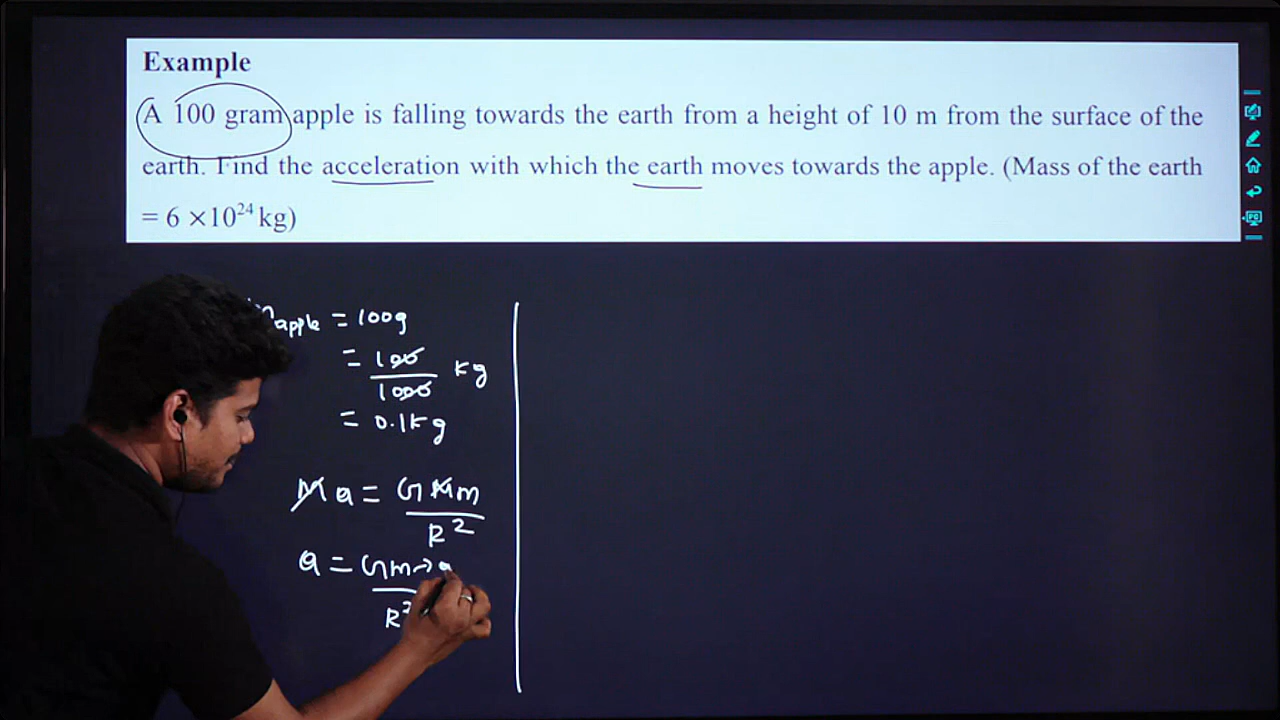 Example
A 100 gram apple is falling towards the earth from a height of 10 m from the surface of the
earth. Find the acceleration with which the earth moves towards the apple. (Mass of the earth
= 6 ×10²⁴ kg)
apple = 100g
= 100/1000 kg
= 0.1kg
Ma = GMm/R²
a = Gm →
R²
PC